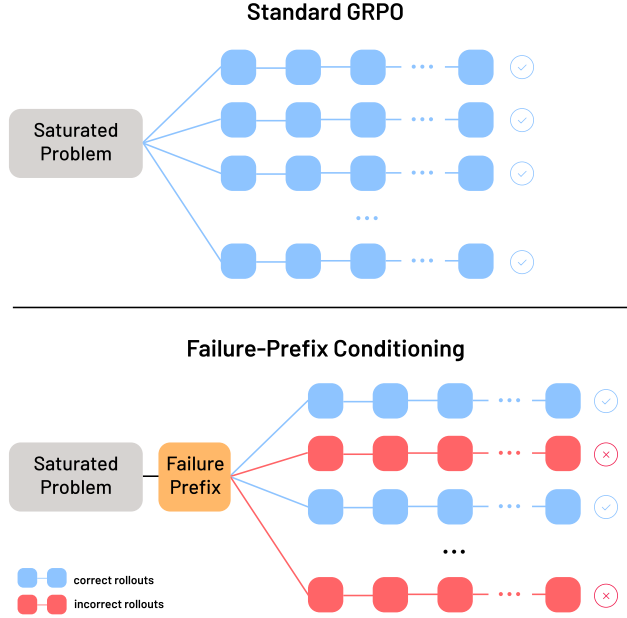 Standard GRPO
Saturated
Problem
...
...
...
...
...
Failure-Prefix Conditioning
Saturated
Problem
Failure
Prefix
...
...
...
...
...
correct rollouts
incorrect rollouts